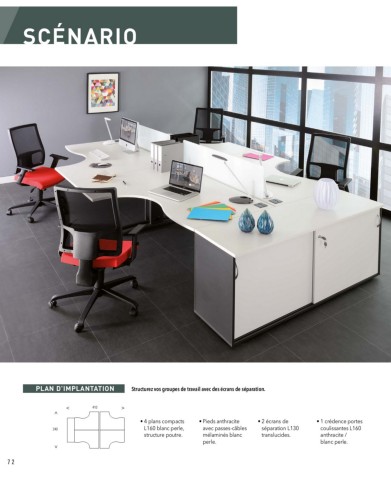 SCÉNARIO
PLAN D'IMPLANTATION
Structurez vos groupes de travail avec des écrans de séparation.
• 4 plans compacts
L160 blanc perle,
structure poutre.
• Pieds anthracite
avec passes-câbles
mélaminés blanc
perle.
• 2 écrans de
séparation L130
translucides.
• 1 crédence portes
coulissantes L160
anthracite /
blanc perle.
72